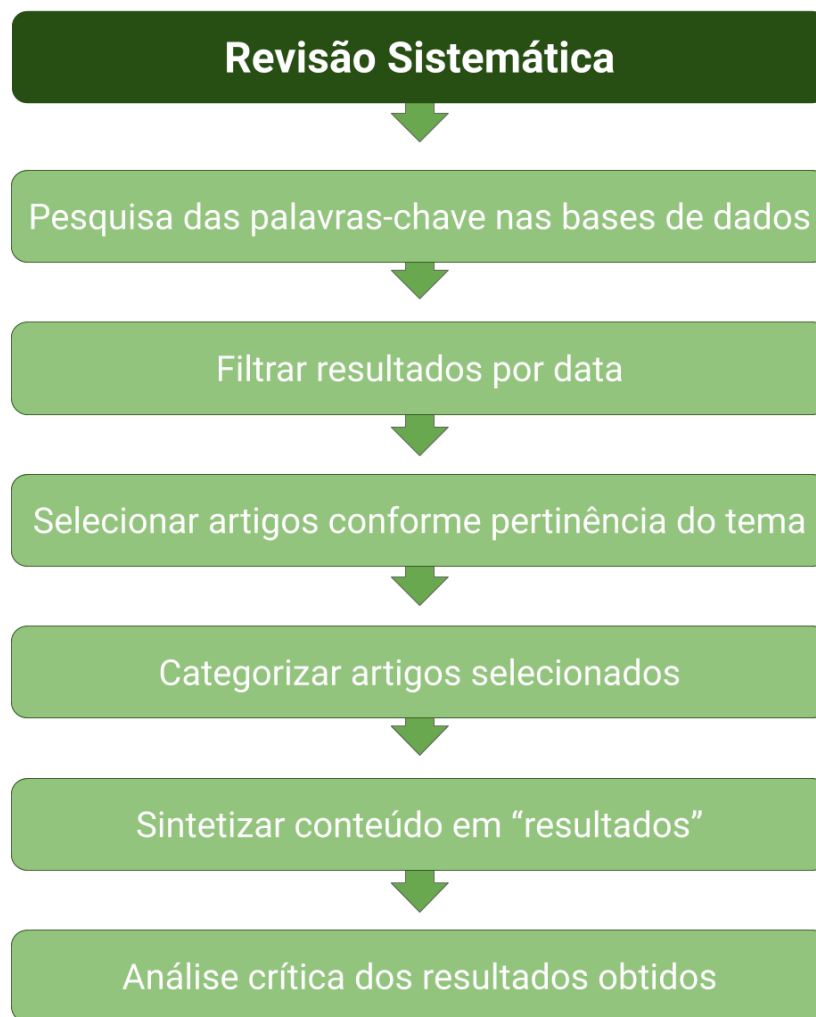 Revisão Sistemática
Pesquisa das palavras-chave nas bases de dados
Filtrar resultados por data
Selecionar artigos conforme pertinência do tema
Categorizar artigos selecionados
Sintetizar conteúdo em “resultados”
Análise crítica dos resultados obtidos